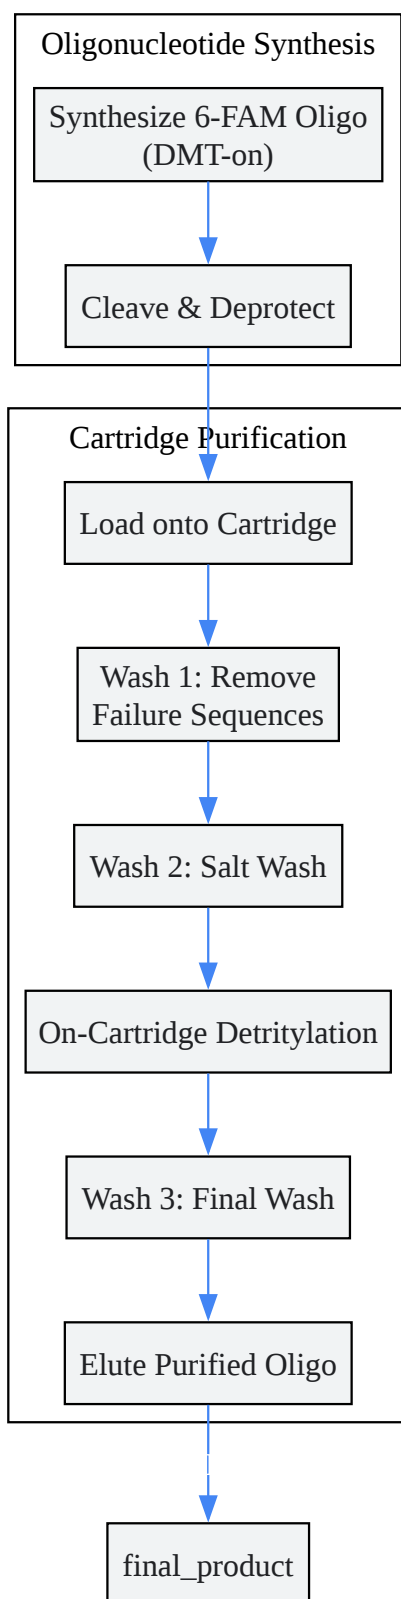 Oligonucleotide Synthesis
Synthesize 6-FAM Oligo
(DMT-on)
Cleave & Deprotect
Cartridge Purification
Load onto Cartridge
Wash 1: Remove
Failure Sequences
Wash 2: Salt Wash
On-Cartridge Detritylation
Wash 3: Final Wash
Elute Purified Oligo
final_product